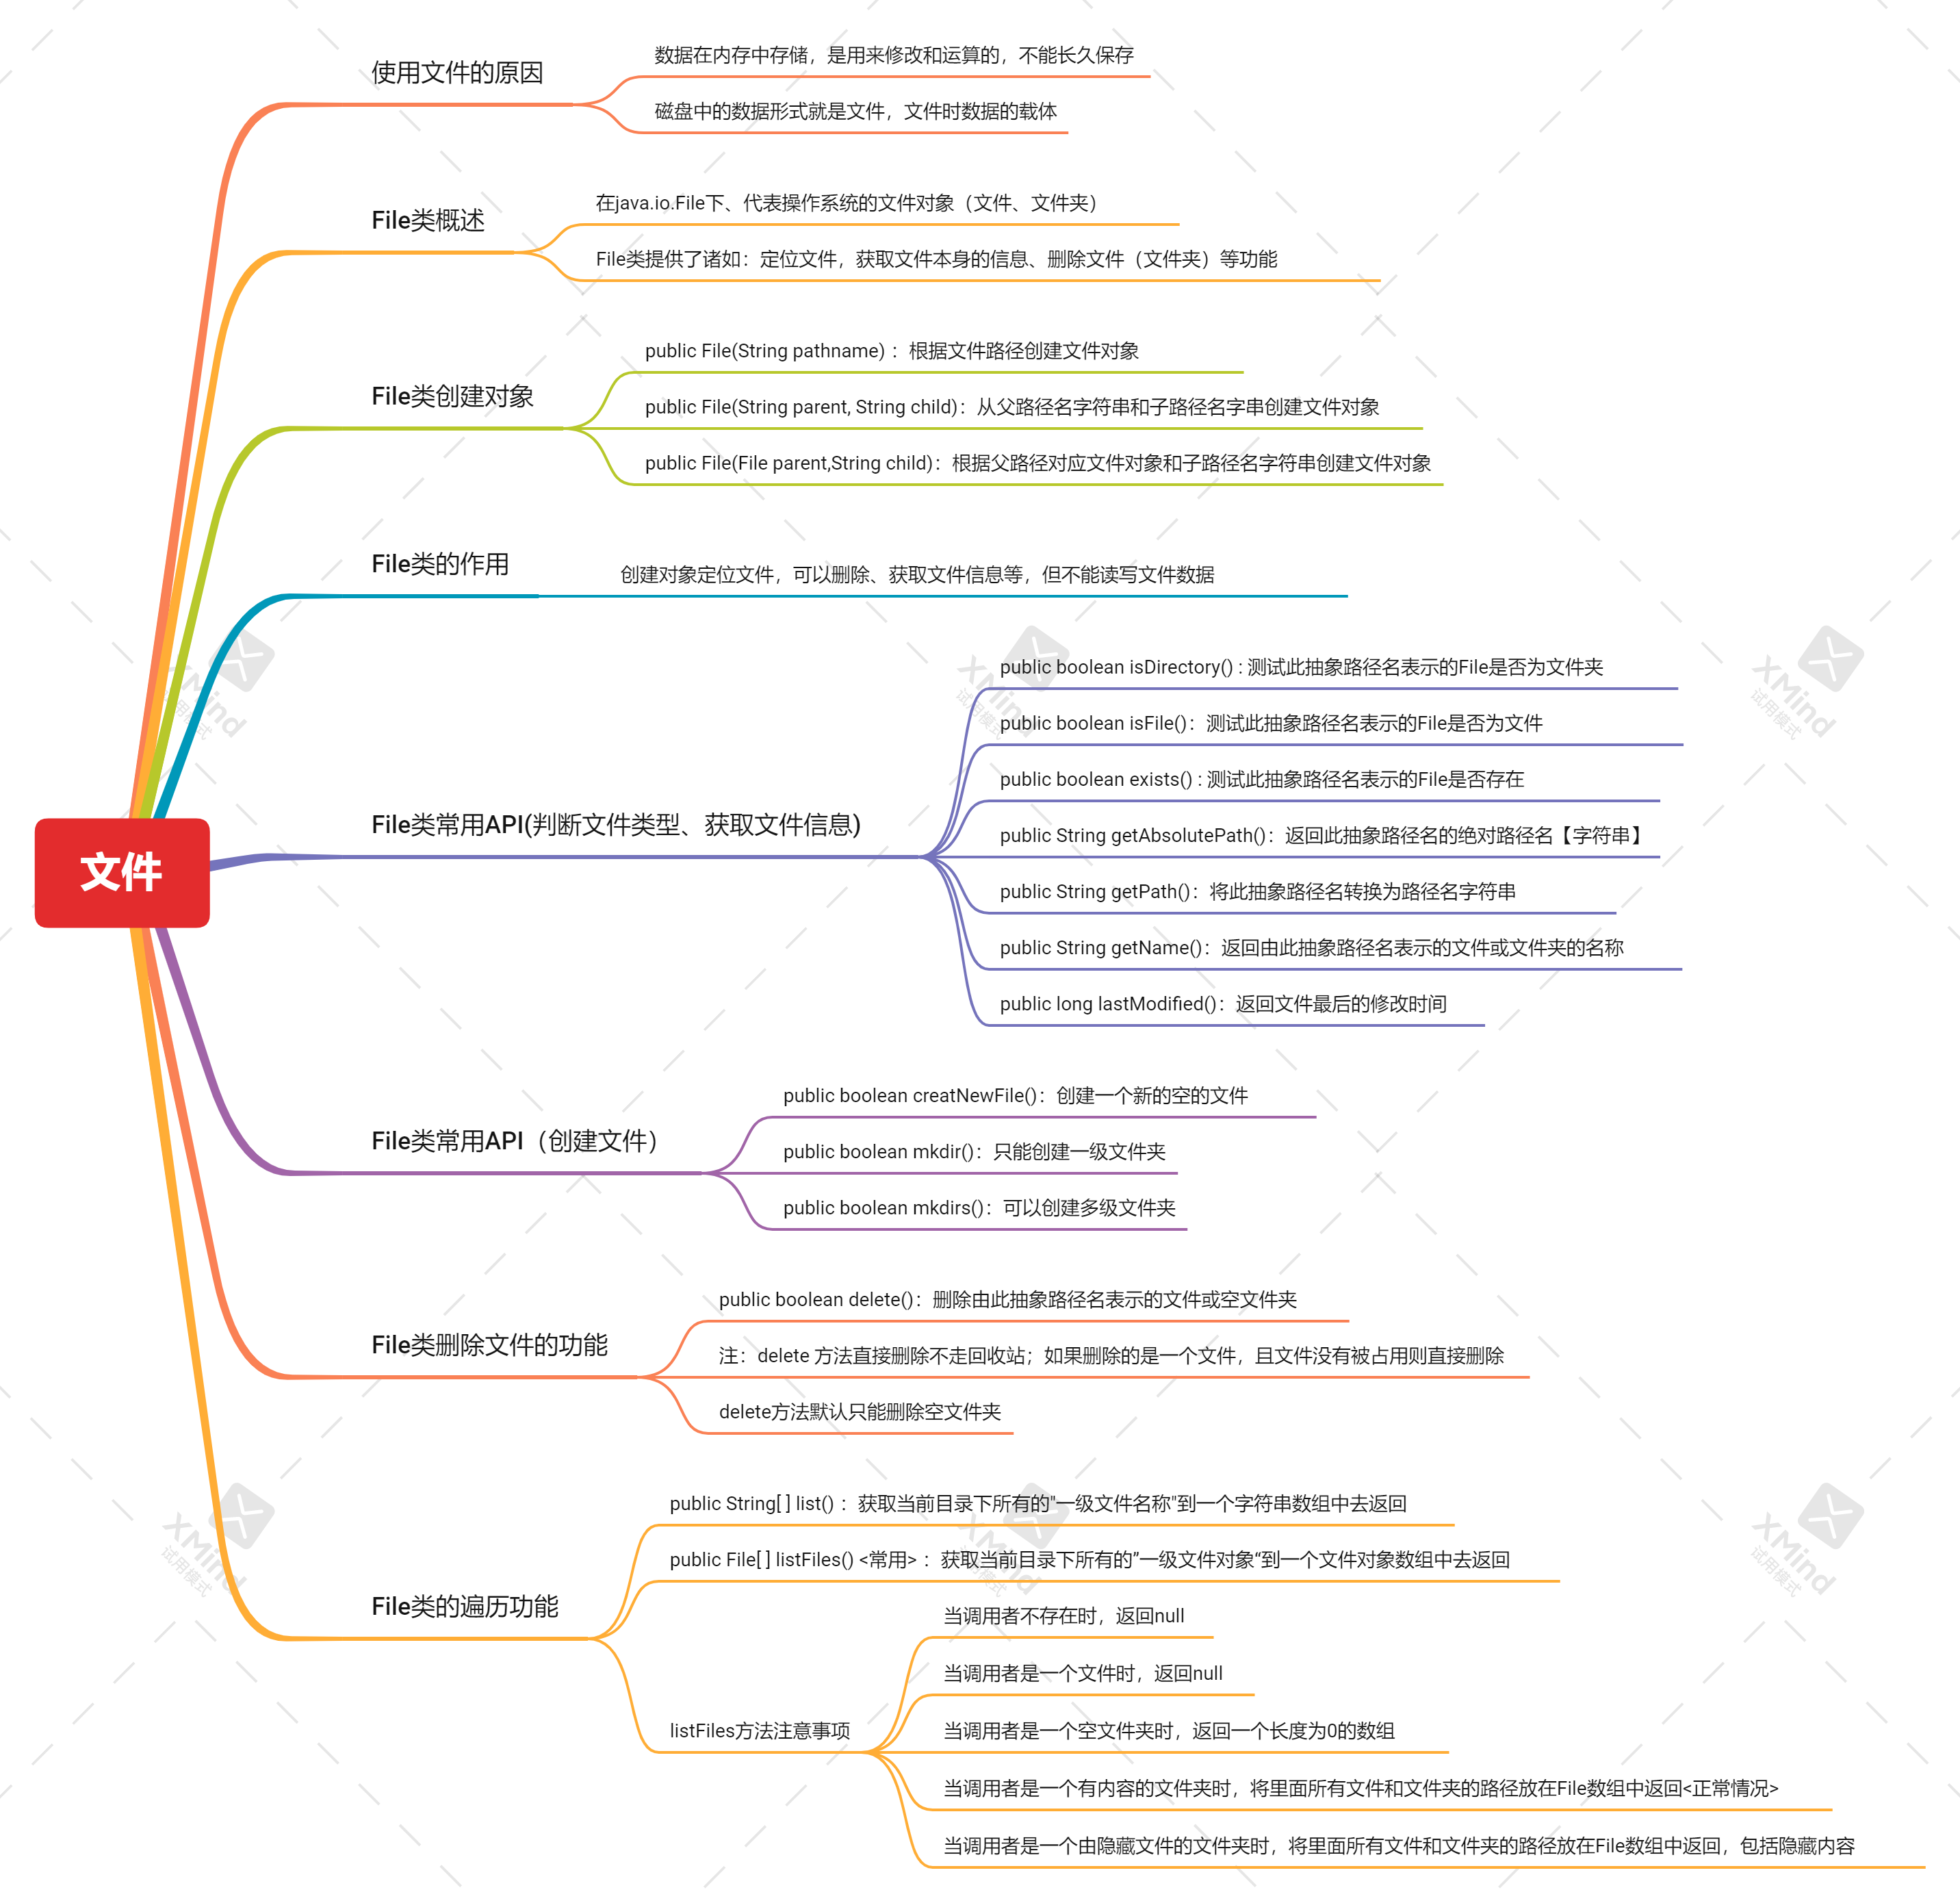 使用文件的原因
数据在内存中存储，是用来修改和运算的，不能长久保存
磁盘中的数据形式就是文件，文件时数据的载体
File类概述
在java.io.File下、代表操作系统的文件对象（文件、文件夹）
File类提供了诸如：定位文件，获取文件本身的信息、删除文件（文件夹）等功能
File类创建对象
public File(String pathname) ：根据文件路径创建文件对象
public File(String parent, String child)：从父路径名字符串和子路径名字串创建文件对象
public File(File parent,String child)：根据父路径对应文件对象和子路径名字符串创建文件对象
File类的作用
创建对象定位文件，可以删除、获取文件信息等，但不能读写文件数据
文件
File类常用API(判断文件类型、获取文件信息)
public boolean isDirectory() : 测试此抽象路径名表示的File是否为文件夹
public boolean isFile()：测试此抽象路径名表示的File是否为文件
public boolean exists() : 测试此抽象路径名表示的File是否存在
public String getAbsolutePath()：返回此抽象路径名的绝对路径名【字符串】
public String getPath()：将此抽象路径名转换为路径名字符串
public String getName()：返回由此抽象路径名表示的文件或文件夹的名称
public long lastModified()：返回文件最后的修改时间
File类常用API（创建文件）
public boolean creatNewFile()：创建一个新的空的文件
public boolean mkdir()：只能创建一级文件夹
public boolean mkdirs()：可以创建多级文件夹
File类删除文件的功能
public boolean delete()：删除由此抽象路径名表示的文件或空文件夹
注：delete 方法直接删除不走回收站；如果删除的是一个文件，且文件没有被占用则直接删除
delete方法默认只能删除空文件夹
File类的遍历功能
public String[ ] list() ：获取当前目录下所有的"一级文件名称"到一个字符串数组中去返回
public File[ ] listFiles() <常用> ：获取当前目录下所有的”一级文件对象“到一个文件对象数组中去返回
listFiles方法注意事项
当调用者不存在时，返回null
当调用者是一个文件时，返回null
当调用者是一个空文件夹时，返回一个长度为0的数组
当调用者是一个有内容的文件夹时，将里面所有文件和文件夹的路径放在File数组中返回<正常情况>
当调用者是一个由隐藏文件的文件夹时，将里面所有文件和文件夹的路径放在File数组中返回，包括隐藏内容
XMind
试用模式
XMind
试用模式
XMind
试用模式
XMind
试用模式
XMind
试用模式
XMind
试用模式